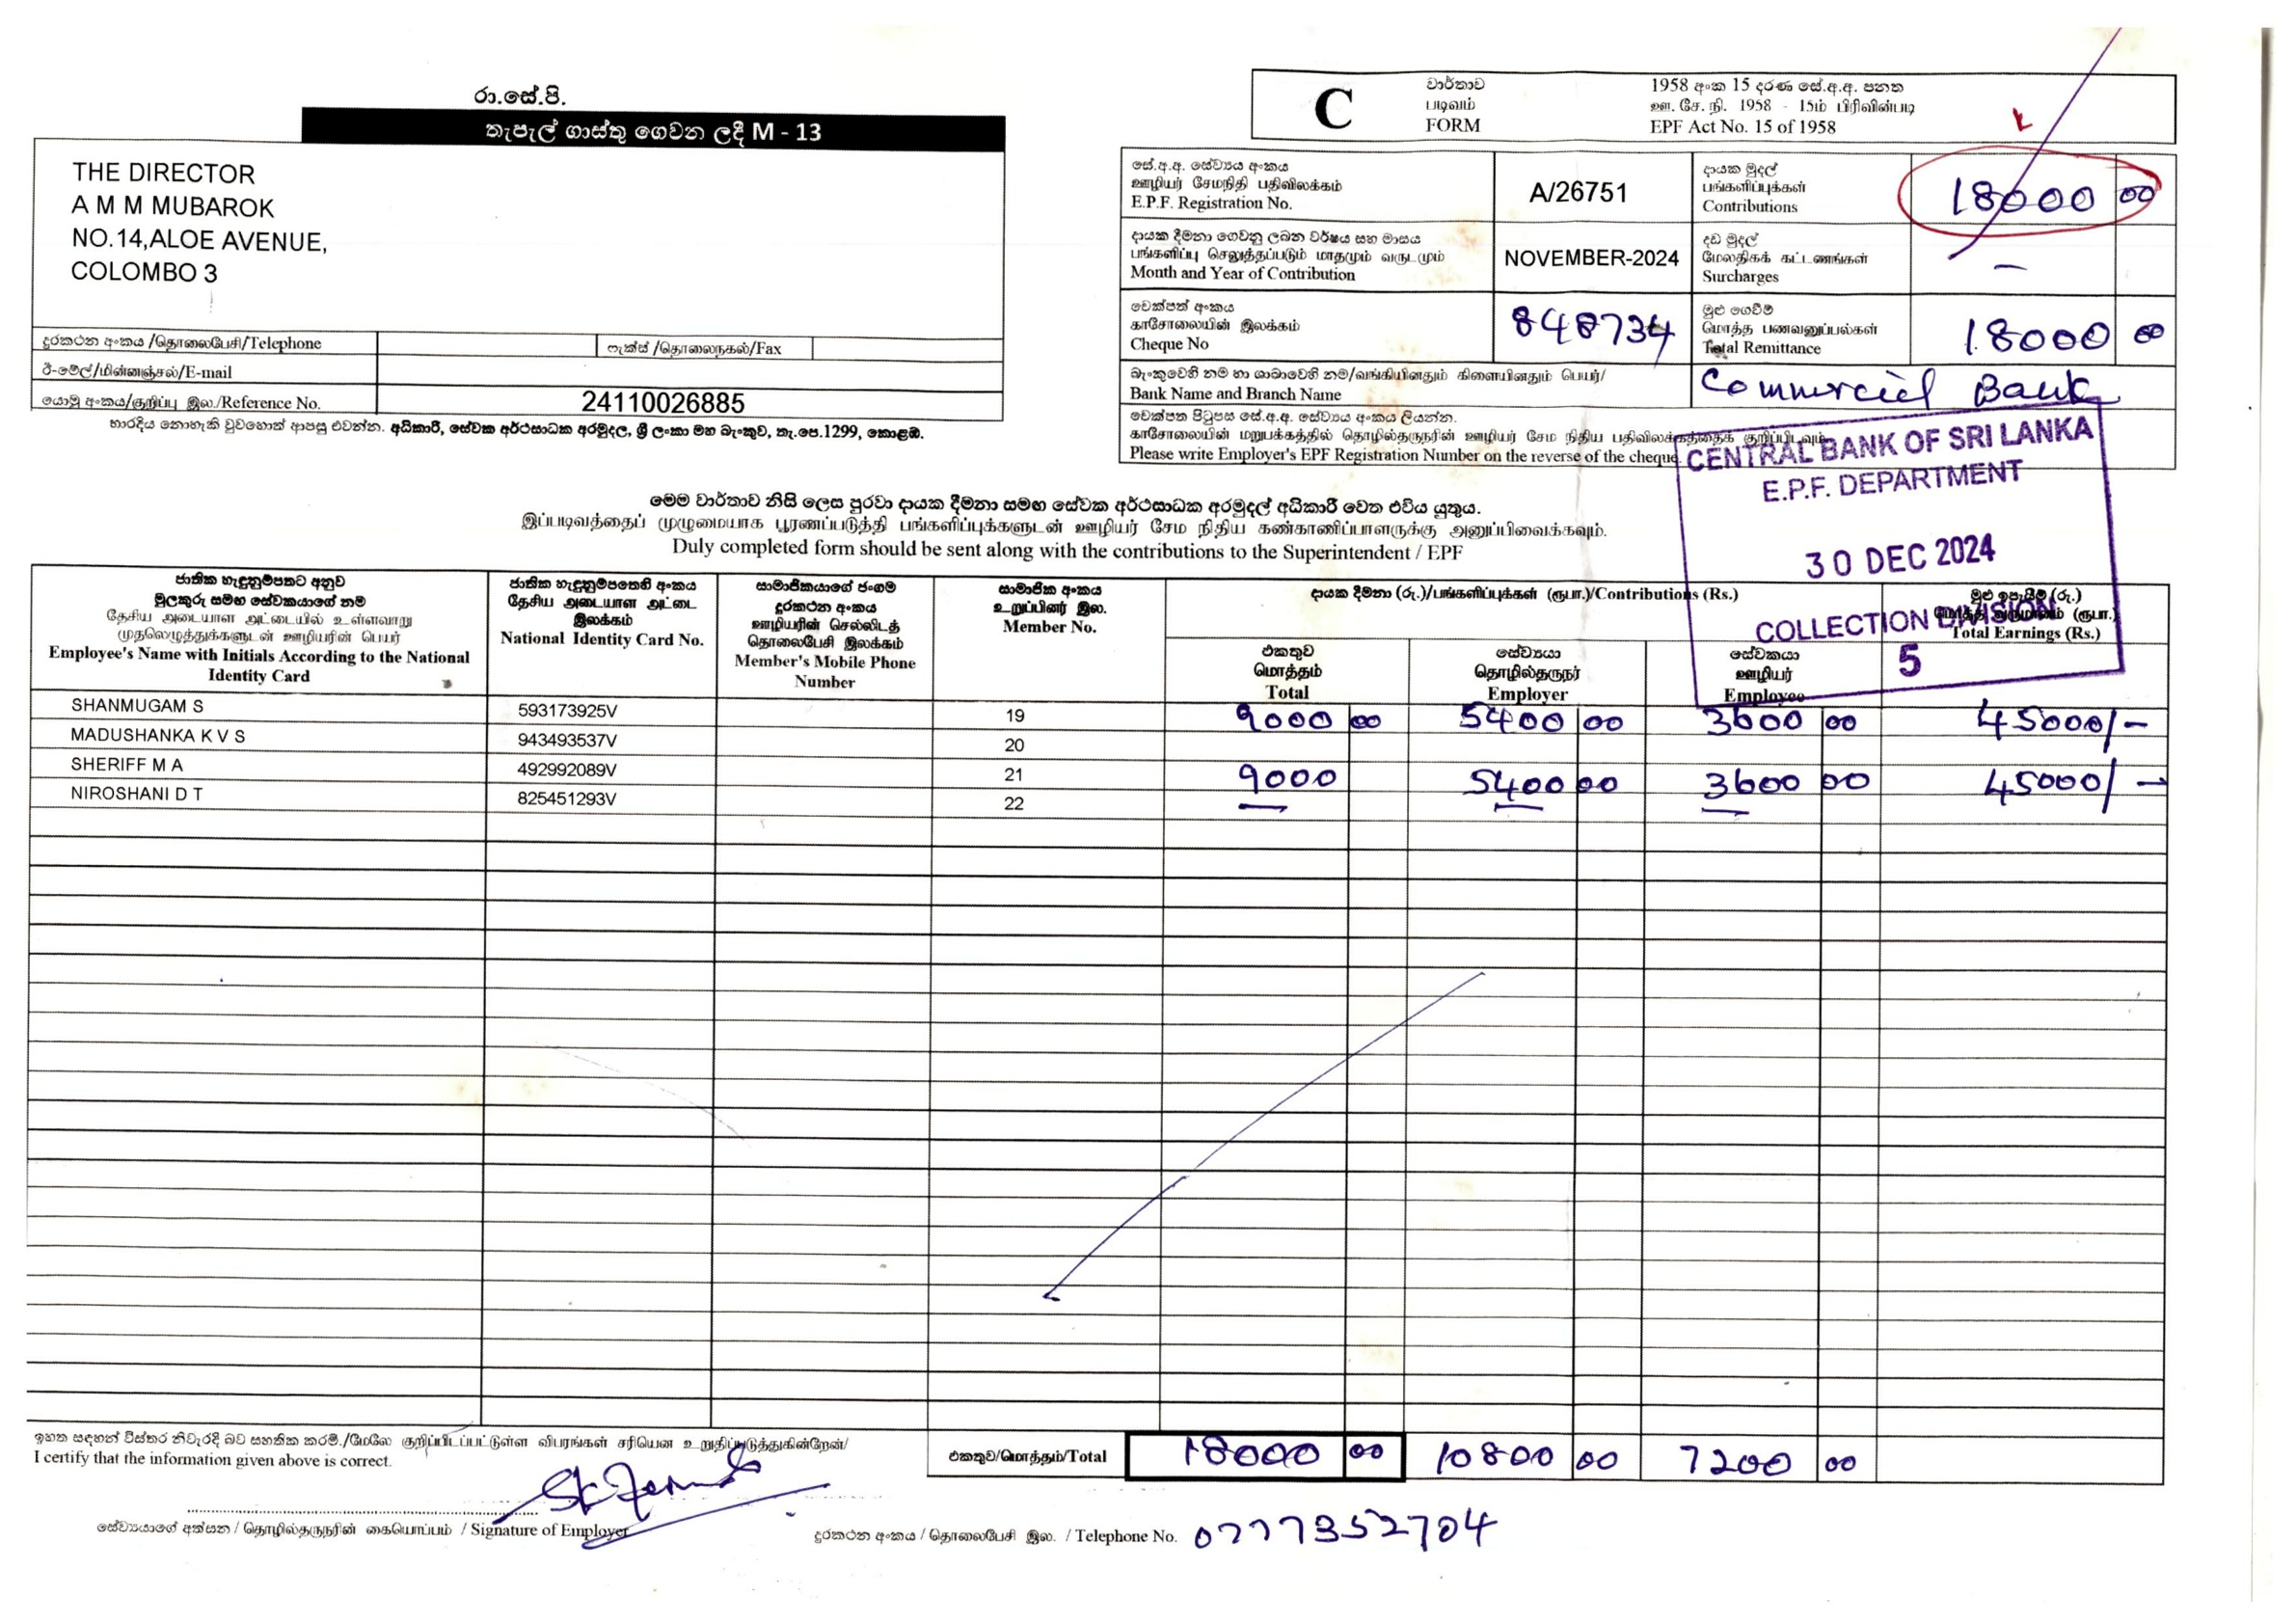 රා.සේ.පි.
තැපැල් ගාස්තු ගෙවන ලදී M - 13
THE DIRECTOR
A M M MUBAROK
NO.14,ALOE AVENUE,
COLOMBO 3
දුරකථන අංකය /தொலைபேசி/Telephone
ෆැක්ස් /தொலைநகல்/Fax
ඊ-මේල්/மின்னஞ்சல்/E-mail
යොමු අංකය/குறிப்பு இல./Reference No. 24110026885
භාරදිය නොහැකි වුවහොත් ආපසු එවන්න. අධිකාරී, සේවක අර්ථසාධක අරමුදල, ශ්‍රී ලංකා මහ බැංකුව, තැ.පෙ.1299, කොළඹ.
C
වාර්තාව
படிவம்
FORM
1958 අංක 15 දරණ සේ.අ.අ. පනත
ஊ. சே. நி. 1958 - 15ம் பிரிவின்படி
EPF Act No. 15 of 1958
සේ.අ.අ. සේව්‍යය අංකය
ஊழியர் சேமநிதி பதிவிலக்கம்
E.P.F. Registration No.
A/26751
දායක මුදල්
பங்களிப்புக்கள்
Contributions
18000 00
දායක දීමනා ගෙවනු ලබන වර්ෂය සහ මාසය
பங்களிப்பு செலுத்தப்படும் மாதமும் வருடமும்
Month and Year of Contribution
NOVEMBER-2024
දඩ මුදල්
மேலதிகக் கட்டணங்கள்
Surcharges
–
චෙක්පත් අංකය
காசோலையின் இலக்கம்
Cheque No
848734
මුළු ගෙවීම්
மொத்த பணவனுப்பல்கள்
Total Remittance
18000 00
බැංකුවෙහි නම හා ශාඛාවෙහි නම/வங்கியினதும் கிளையினதும் பெயர்/
Bank Name and Branch Name
Commercial Bank
චෙක්පත පිටුපස සේ.අ.අ. සේව්‍යය අංකය ලියන්න.
காசோலையின் மறுபக்கத்தில் தொழில்தருநரின் ஊழியர் சேம நிதிய பதிவிலக்கத்தைக் குறிப்பிடவும்
Please write Employer's EPF Registration Number on the reverse of the cheque
CENTRAL BANK OF SRI LANKA
E.P.F. DEPARTMENT
30 DEC 2024
COLLECTION DIVISION
5
මෙම වාර්තාව නිසි ලෙස පුරවා දායක දීමනා සමඟ සේවක අර්ථසාධක අරමුදල් අධිකාරී වෙත එවිය යුතුය.
இப்படிவத்தைப் முழுமையாக பூரணப்படுத்தி பங்களிப்புக்களுடன் ஊழியர் சேம நிதிய கண்காணிப்பாளருக்கு அனுப்பிவைக்கவும்.
Duly completed form should be sent along with the contributions to the Superintendent / EPF
ජාතික හැඳුනුම්පතට අනුව
මුලකුරු සමඟ සේවකයාගේ නම
தேசிய அடையாள அட்டையில் உள்ளவாறு
முதலெழுத்துக்களுடன் ஊழியரின் பெயர்
Employee's Name with Initials According to the National
Identity Card
ජාතික හැඳුනුම්පතෙහි අංකය
தேசிய அடையாள அட்டை
இலக்கம்
National Identity Card No.
සාමාජිකයාගේ ජංගම
දුරකථන අංකය
ஊழியரின் செல்லிடத்
தொலைபேசி இலக்கம்
Member's Mobile Phone
Number
සාමාජික අංකය
உறுப்பினர் இல.
Member No.
දායක දීමනා (රු.)/பங்களிப்புக்கள் (ரூபா.)/Contributions (Rs.)
එකතුව
மொத்தம்
Total
සේව්‍යයා
தொழில்தருநர்
Employer
සේවකයා
ஊழியர்
Employee
මුළු ඉපැයීම් (රු.)
Total Earnings (Rs.)
SHANMUGAM S 593173925V 19 9000 00 5400 00 3600 00 45000/-
MADUSHANKA K V S 943493537V 20
SHERIFF M A 492992089V 21 9000 5400 00 3600 00 45000/-
NIROSHANI D T 825451293V 22
ඉහත සඳහන් විස්තර නිවැරදි බව සහතික කරමි./மேலே குறிப்பிடப்பட்டுள்ள விபரங்கள் சரியென உறுதிப்படுத்துகின்றேன்/
I certify that the information given above is correct.
එකතුව/மொத்தம்/Total 18000 00 10800 00 7200 00
සේව්‍යයාගේ අත්සන / தொழில்தருநரின் கையொப்பம் / Signature of Employer
දුරකථන අංකය / தொலைபேசி இல. / Telephone No. 0777352704